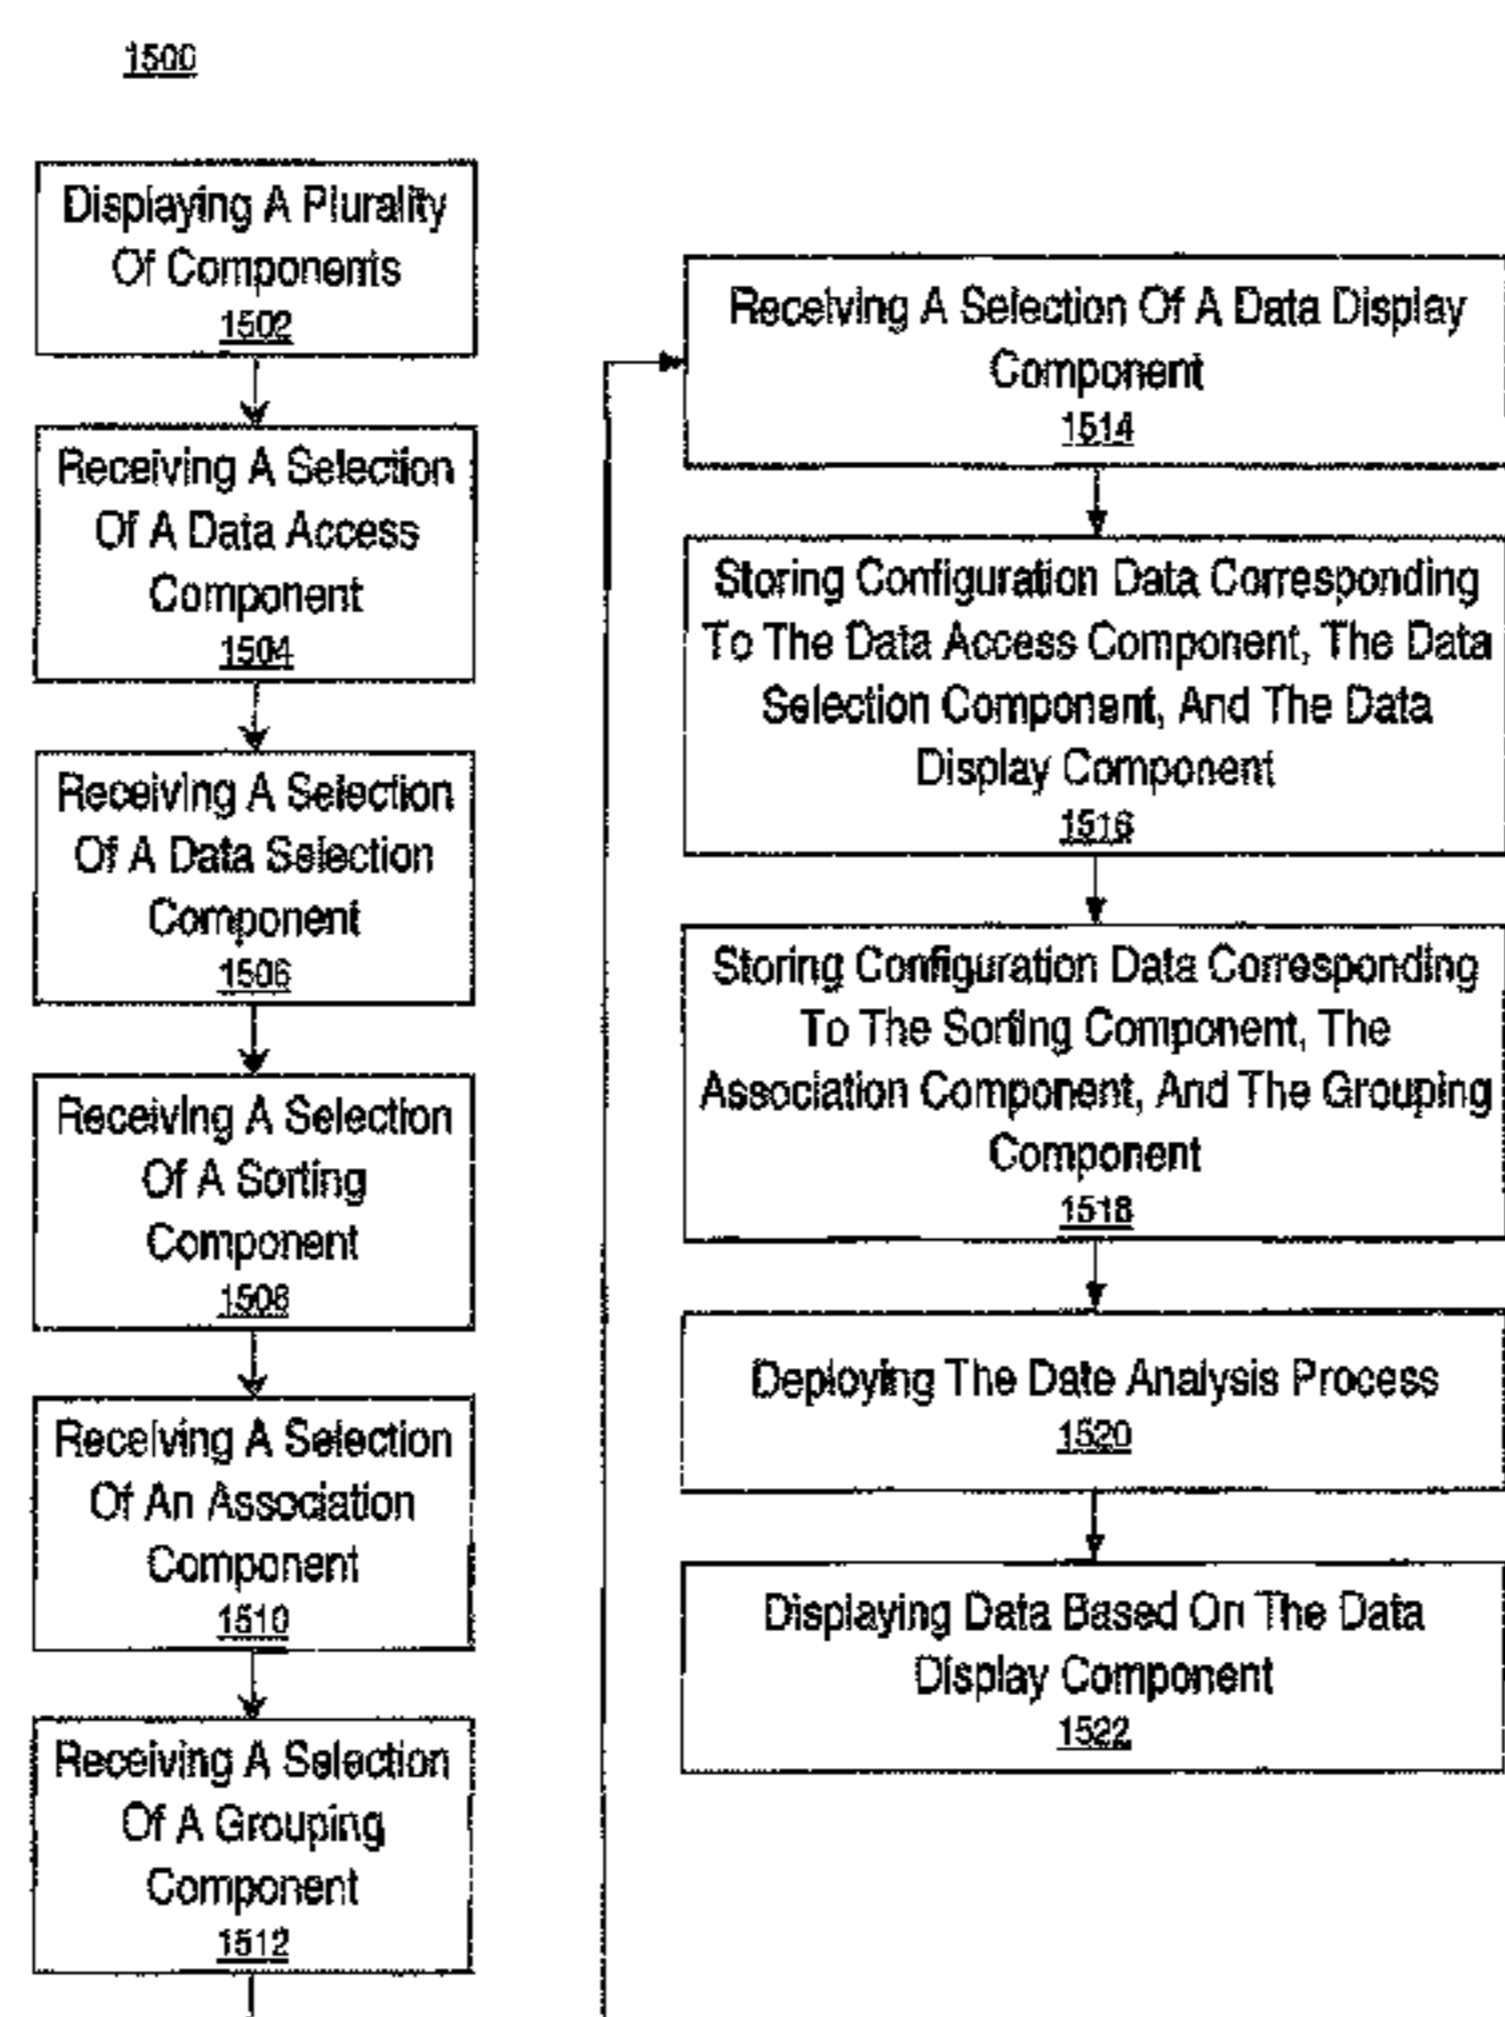 1500
Displaying A Plurality
Of Components
1502
Receiving A Selection
Of A Data Access
Component
1504
Receiving A Selection
Of A Data Selection
Component
1506
Receiving A Selection
Of A Sorting
Component
1508
Receiving A Selection
Of An Association
Component
1510
Receiving A Selection
Of A Grouping
Component
1512
Receiving A Selection Of A Data Display
Component
1514
Storing Configuration Data Corresponding
To The Data Access Component, The Data
Selection Component, And The Data
Display Component
1516
Storing Configuration Data Corresponding
To The Sorting Component, The
Association Component, And The Grouping
Component
1518
Deploying The Date Analysis Process
1520
Displaying Data Based On The Data
Display Component
1522